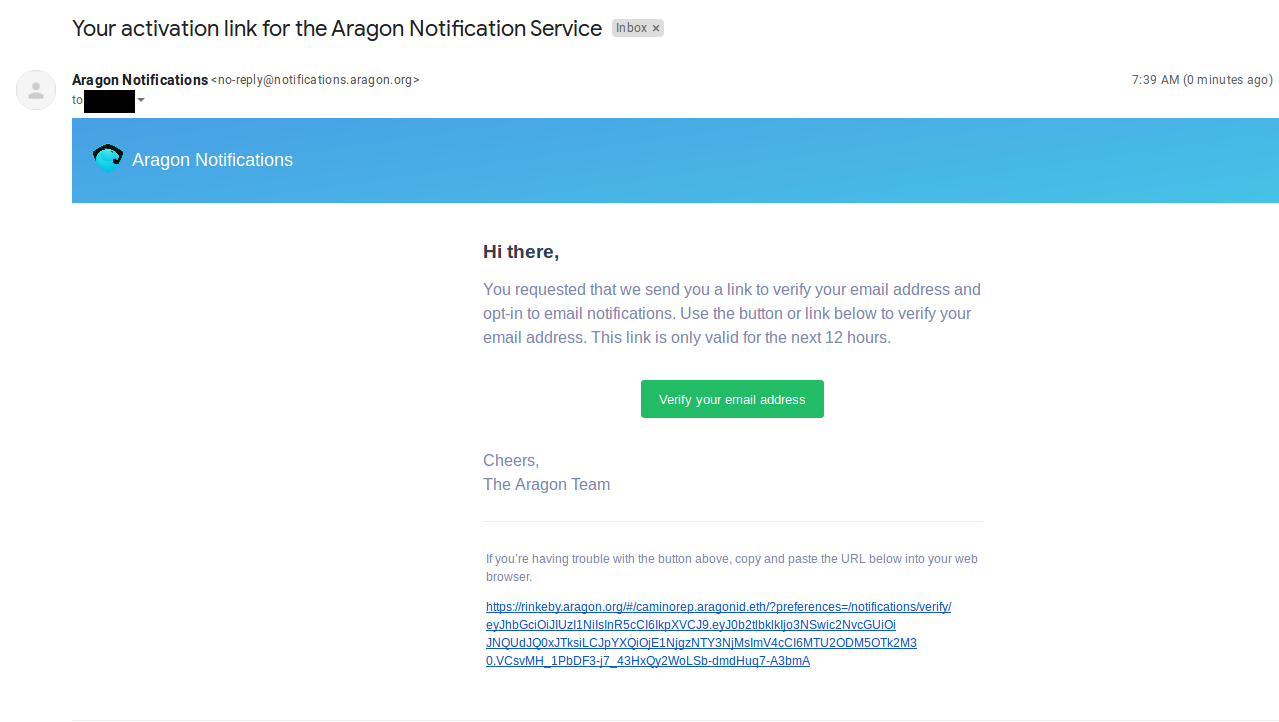 Your activation link for the Aragon Notification Service Inbox ×
Aragon Notifications <no-reply@notifications.aragon.org> 7:39 AM (0 minutes ago)
to
Aragon Notifications
Hi there,
You requested that we send you a link to verify your email address and
opt-in to email notifications. Use the button or link below to verify your
email address. This link is only valid for the next 12 hours.
Verify your email address
Cheers,
The Aragon Team
If you’re having trouble with the button above, copy and paste the URL below into your web
browser.
https://rinkeby.aragon.org/#/caminorep.aragonid.eth/?preferences=/notifications/verify/
eyJhbGciOiJIUzI1NiIsInR5cCI6IkpXVCJ9.eyJ0b2tlbklkIjo3NSwic2NvcGUiOi
JNQUdJQ0xJTksiLCJpYXQiOjE1NjgzNTY3NjMsImV4cCI6MTU2ODM5OTk2M3
0.VCsvMH_1PbDF3-j7_43HxQy2WoLSb-dmdHuq7-A3bmA